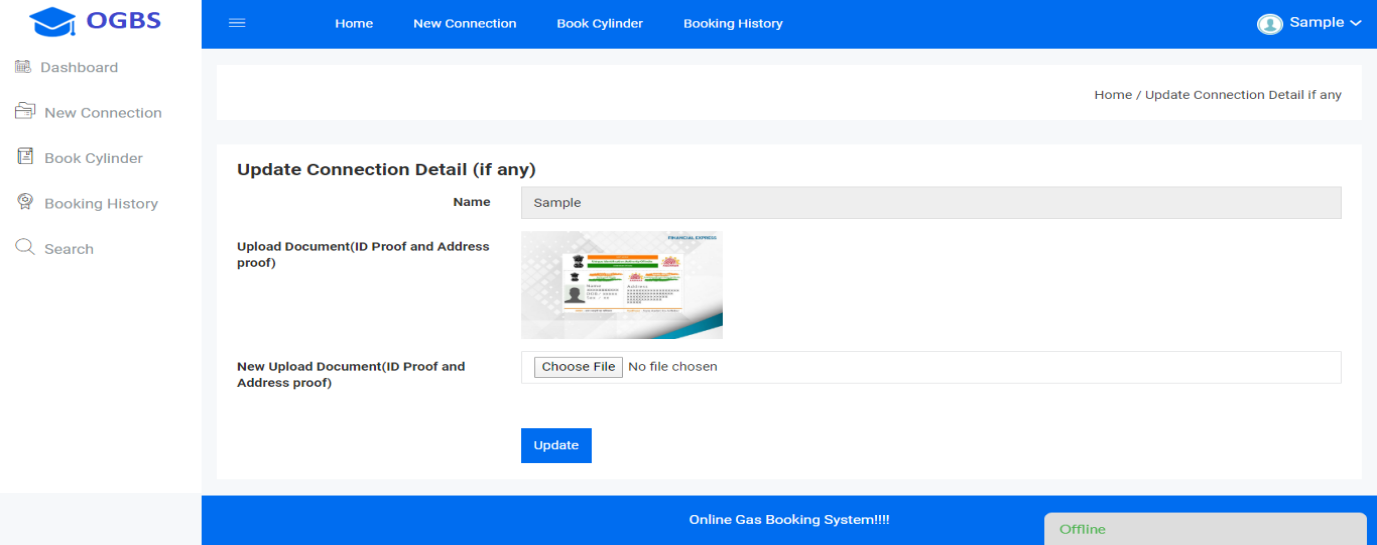 OGBS
Home New Connection Book Cylinder Booking History
Sample
Dashboard
New Connection
Book Cylinder
Booking History
Search
Home / Update Connection Detail if any
Update Connection Detail (if any)
Name Sample
Upload Document(ID Proof and Address
proof)
FINANCIAL EXPRESS
Name
Address
New Upload Document(ID Proof and
Address proof)
Choose File No file chosen
Update
Online Gas Booking System!!!!
Offline